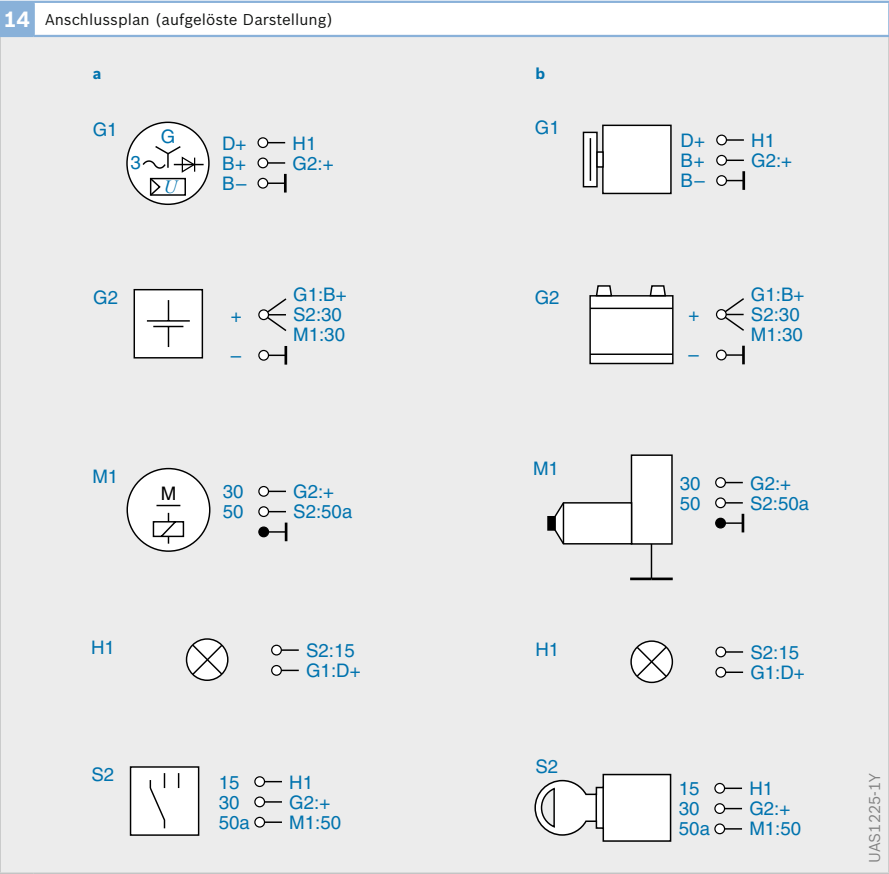 14 Anschlussplan (aufgelöste Darstellung)
a
G1
G
3
U
D+ H1
B+ G2:+
B–
G2
+
G1:B+
S2:30
M1:30
–
M1
M
30 G2:+
50 S2:50a
H1
S2:15
G1:D+
S2
15 H1
30 G2:+
50a M1:50
b
G1
D+ H1
B+ G2:+
B–
G2
+
G1:B+
S2:30
M1:30
–
M1
30 G2:+
50 S2:50a
H1
S2:15
G1:D+
S2
15 H1
30 G2:+
50a M1:50
UAS1225-1Y